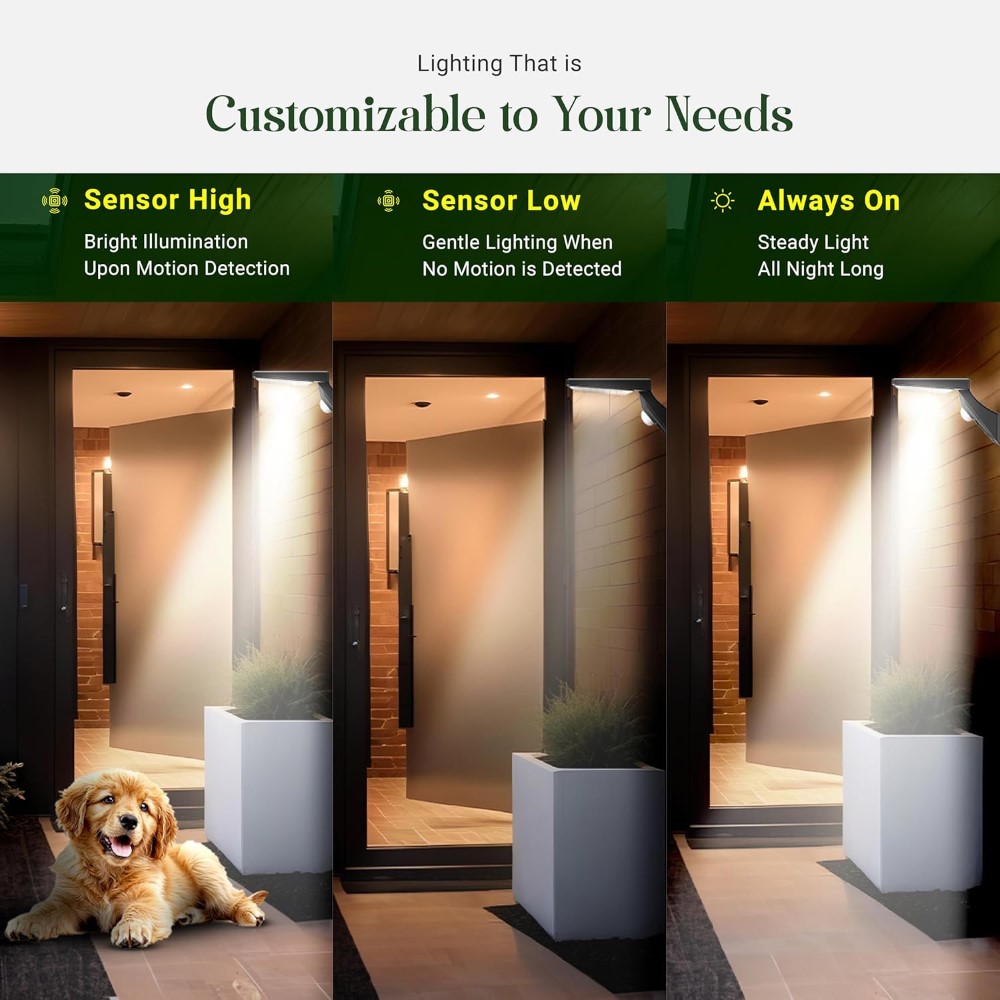 Lighting That is
Customizable to Your Needs
Sensor High
Bright Illumination
Upon Motion Detection
Sensor Low
Gentle Lighting When
No Motion is Detected
Always On
Steady Light
All Night Long